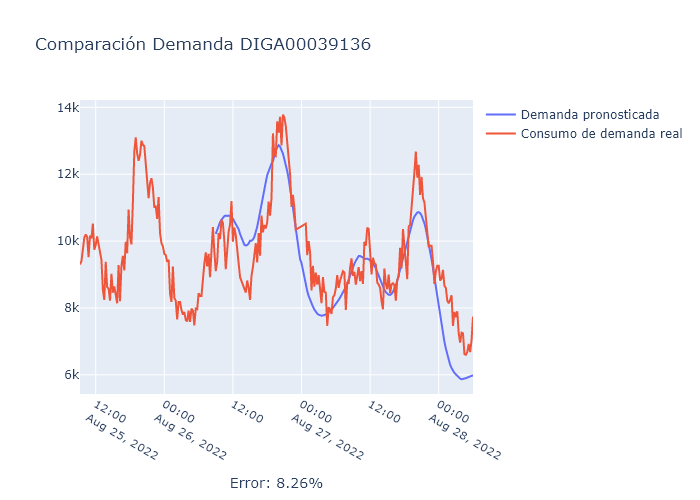 Comparación Demanda DIGA00039136
Demanda pronosticada
Consumo de demanda real
14k
12k
10k
8k
6k
12:00
Aug 25, 2022
00:00
Aug 26, 2022
12:00
00:00
Aug 27, 2022
12:00
00:00
Aug 28, 2022
Error: 8.26%